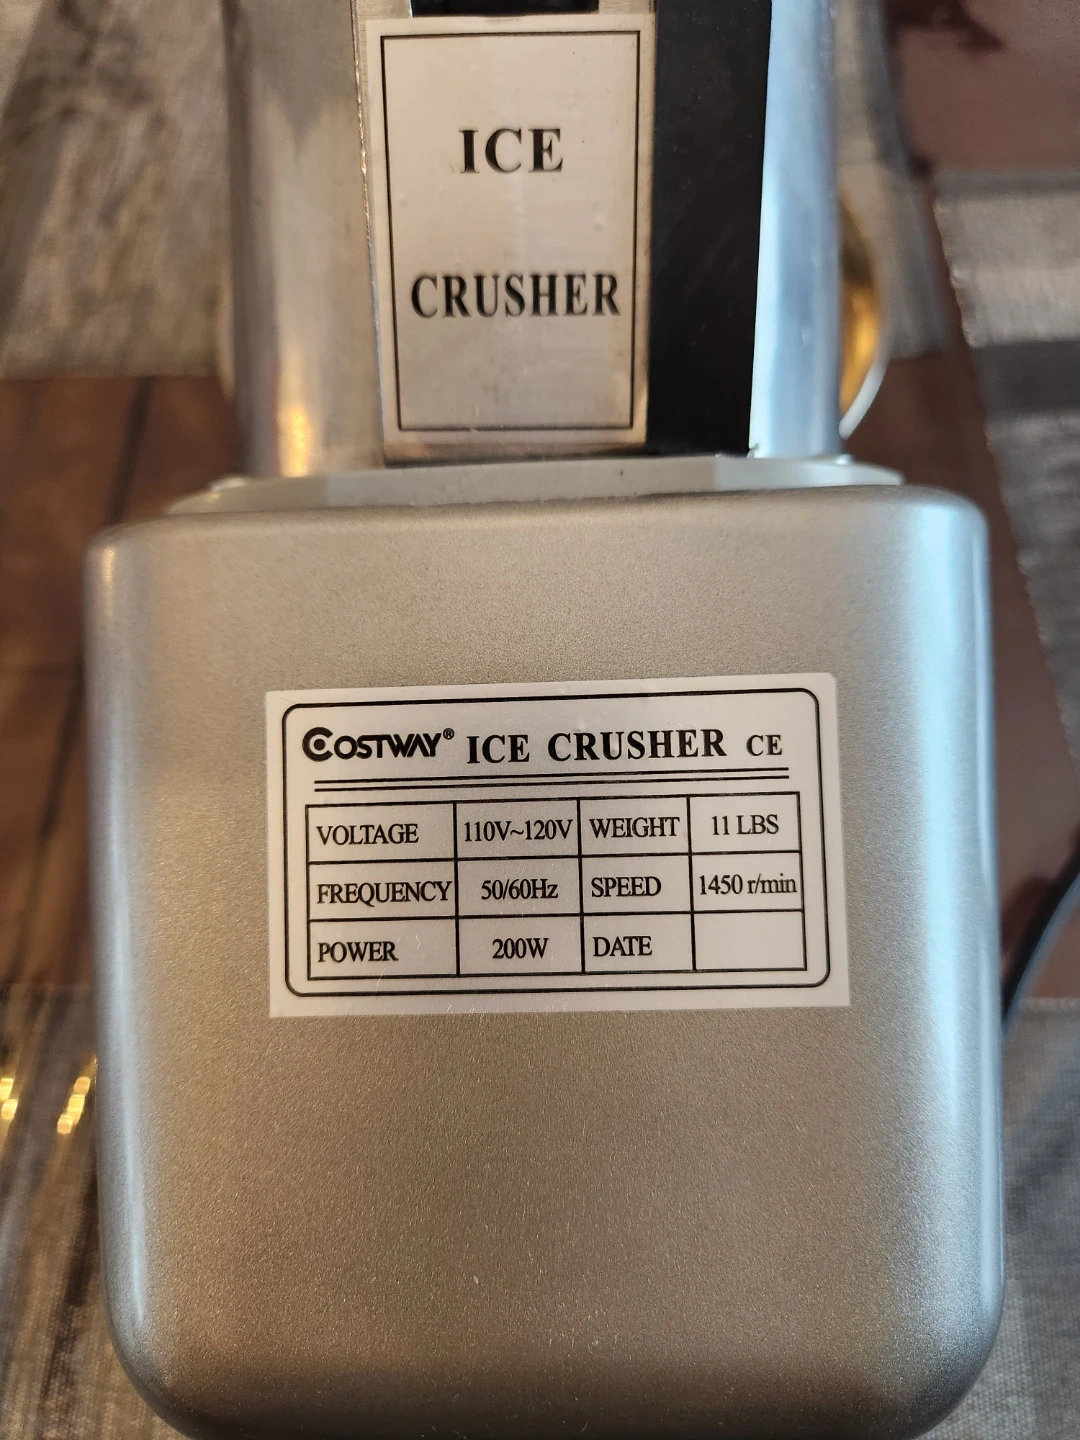 ICE
CRUSHER
COSTWAY® ICE CRUSHER CE
VOLTAGE 110V~120V WEIGHT 11 LBS
FREQUENCY 50/60Hz SPEED 1450 r/min
POWER 200W DATE